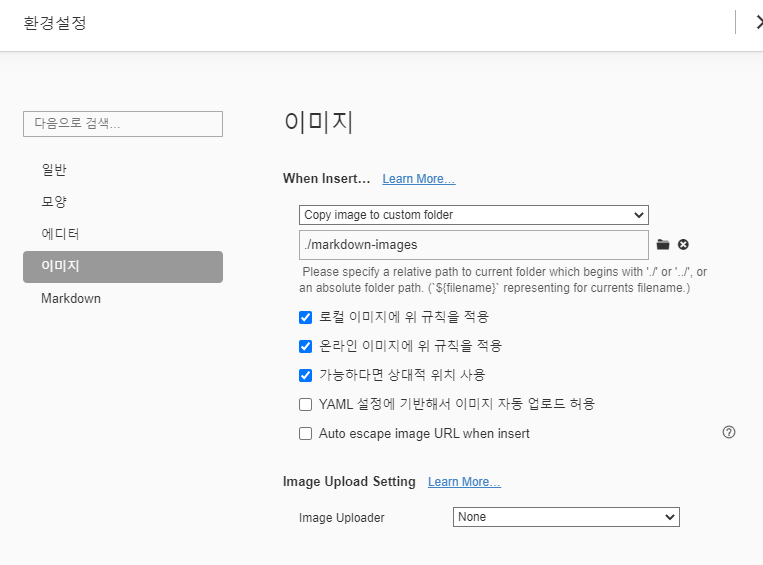 환경설정
다음으로 검색...
일반
모양
에디터
이미지
Markdown
이미지
When Insert... Learn More...
Copy image to custom folder
./markdown-images
Please specify a relative path to current folder which begins with './' or '../', or
an absolute folder path. (`${filename}` representing for currents filename.)
로컬 이미지에 위 규칙을 적용
온라인 이미지에 위 규칙을 적용
가능하다면 상대적 위치 사용
YAML 설정에 기반해서 이미지 자동 업로드 허용
Auto escape image URL when insert
Image Upload Setting Learn More...
Image Uploader None